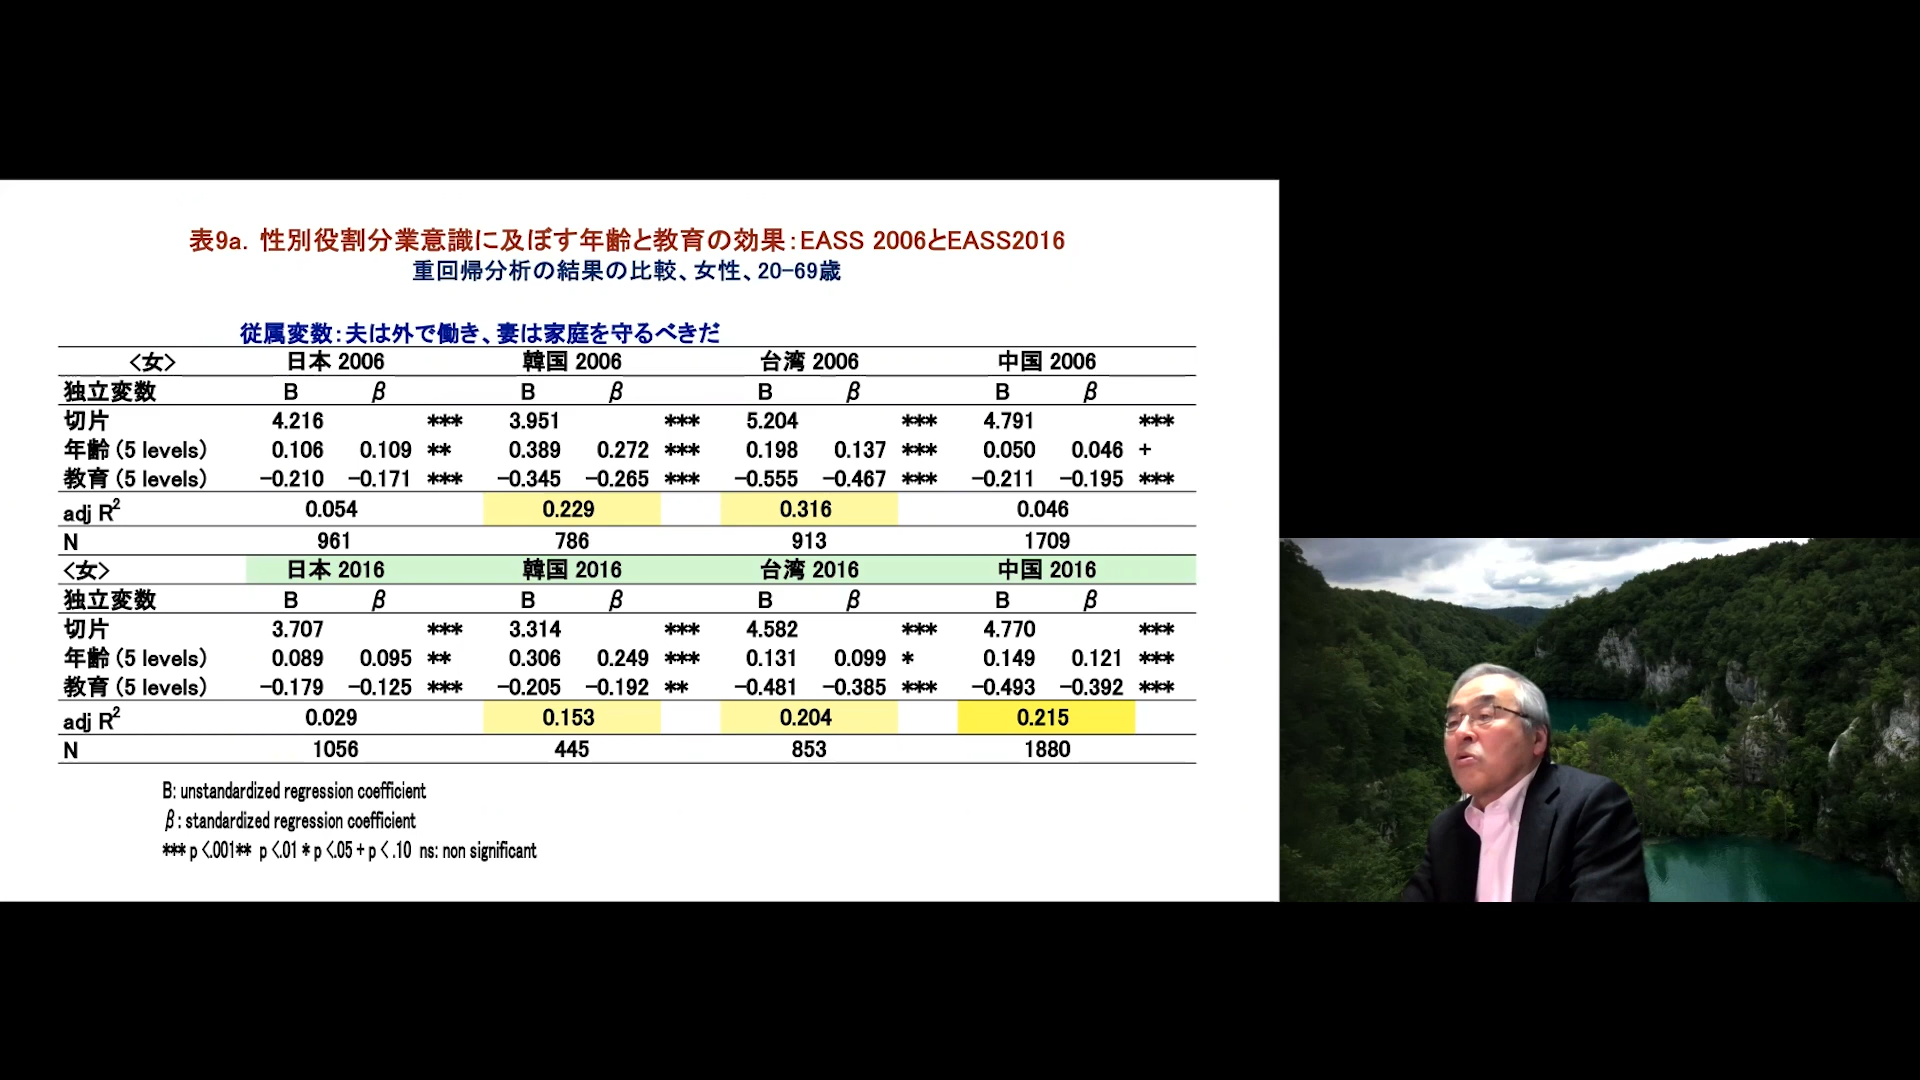 表9a. 性別役割分業意識に及ぼす年齢と教育の効果：EASS 2006とEASS2016
重回帰分析の結果の比較、女性、20-69歳
従属変数：夫は外で働き、妻は家庭を守るべきだ
<女> 日本 2006 韓国 2006 台湾 2006 中国 2006
独立変数 B β B β B β B β
切片 4.216 *** 3.951 *** 5.204 *** 4.791 ***
年齢 (5 levels) 0.106 0.109 ** 0.389 0.272 *** 0.198 0.137 *** 0.050 0.046 +
教育 (5 levels) -0.210 -0.171 *** -0.345 -0.265 *** -0.555 -0.467 *** -0.211 -0.195 ***
adj R2 0.054 0.229 0.316 0.046
N 961 786 913 1709
<女> 日本 2016 韓国 2016 台湾 2016 中国 2016
独立変数 B β B β B β B β
切片 3.707 *** 3.314 *** 4.582 *** 4.770 ***
年齢 (5 levels) 0.089 0.095 ** 0.306 0.249 *** 0.131 0.099 * 0.149 0.121 ***
教育 (5 levels) -0.179 -0.125 *** -0.205 -0.192 ** -0.481 -0.385 *** -0.493 -0.392 ***
adj R2 0.029 0.153 0.204 0.215
N 1056 445 853 1880
B: unstandardized regression coefficient
β: standardized regression coefficient
*** p <.001** p <.01 * p <.05 + p < .10 ns: non significant